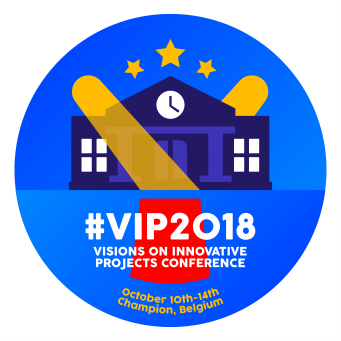 #VIP2018
VISIONS ON INNOVATIVE
PROJECTS CONFERENCE
October 10th-14th
Champion, Belgium